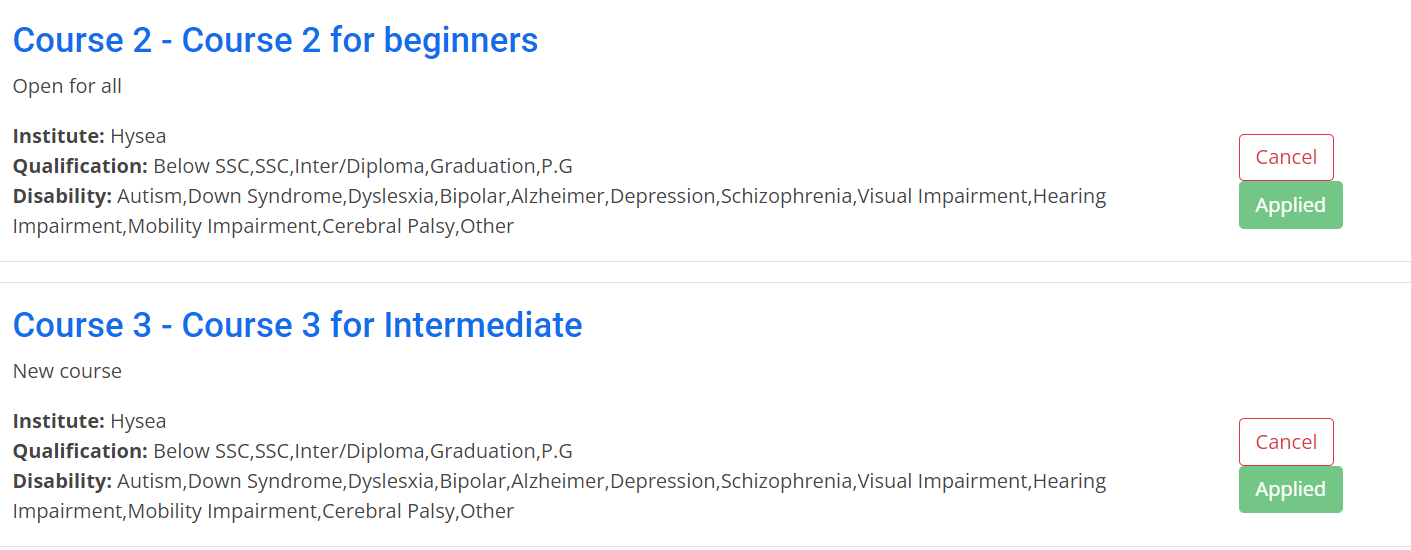 Course 2 - Course 2 for beginners
Open for all
Institute: Hysea
Qualification: Below SSC,SSC,Inter/Diploma,Graduation,P.G
Disability: Autism,Down Syndrome,Dyslesxia,Bipolar,Alzheimer,Depression,Schizophrenia,Visual Impairment,Hearing
Impairment,Mobility Impairment,Cerebral Palsy,Other
Cancel
Applied
Course 3 - Course 3 for Intermediate
New course
Institute: Hysea
Qualification: Below SSC,SSC,Inter/Diploma,Graduation,P.G
Disability: Autism,Down Syndrome,Dyslesxia,Bipolar,Alzheimer,Depression,Schizophrenia,Visual Impairment,Hearing
Impairment,Mobility Impairment,Cerebral Palsy,Other
Cancel
Applied